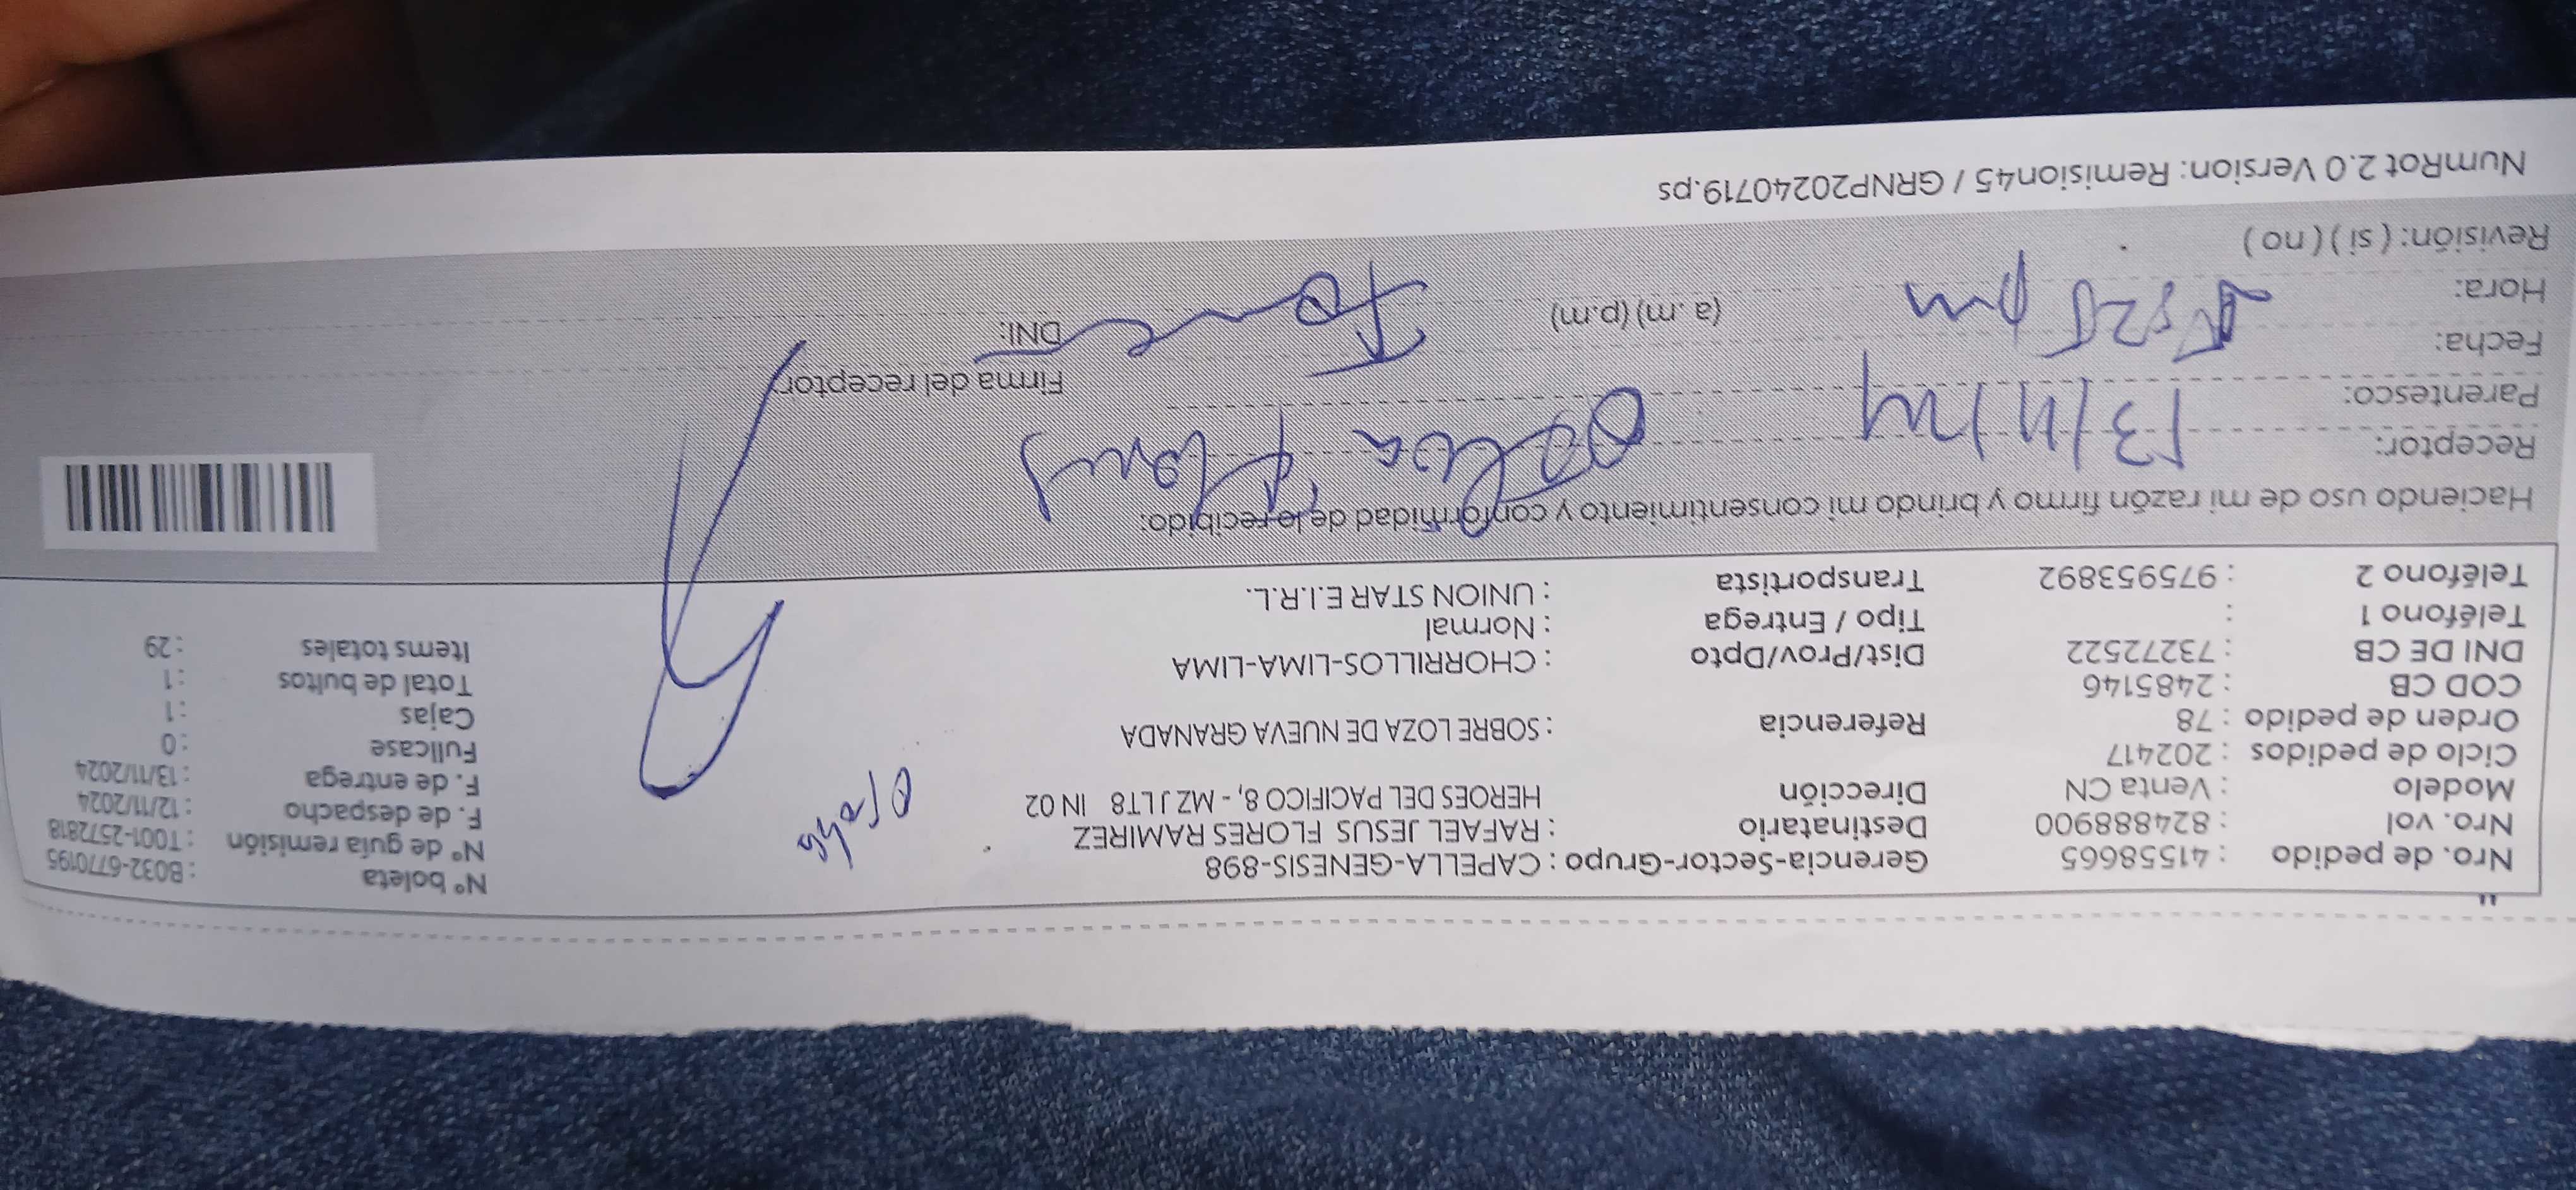 Nro. de pedido : 41558665 Gerencia-Sector-Grupo : CAPELLA-GENESIS-898 N° boleta : B032-6770195
Nro. vol : 824888900 Destinatario : RAFAEL JESUS FLORES RAMIREZ N° de guía remisión : T001-2572818
Modelo : Venta CN Dirección HEROES DEL PACIFICO 8, - MZ J LT8 IN 02 F. de despacho : 12/11/2024
Ciclo de pedidos : 202417 F. de entrega : 13/11/2024
Orden de pedido : 78 Referencia : SOBRE LOZA DE NUEVA GRANADA Fullcase : 0
COD CB : 2485146 Cajas : 1
DNI DE CB : 73272522 Dist/Prov/Dpto : CHORRILLOS-LIMA-LIMA Total de bultos : 1
Teléfono 1 : Tipo / Entrega : Normal Items totales : 29
Teléfono 2 : 975953892 Transportista : UNION STAR E.I.R.L.
Haciendo uso de mi razón firmo y brindo mi consentimiento y conformidad de lo recibido:
Receptor:
Parentesco: 13/11/24
Fecha: Firma del receptor:
Hora: pm (a .m) (p.m) DNI:
Revisión: ( si ) ( no )
NumRot 2.0 Version: Remision45 / GRNP20240719.ps